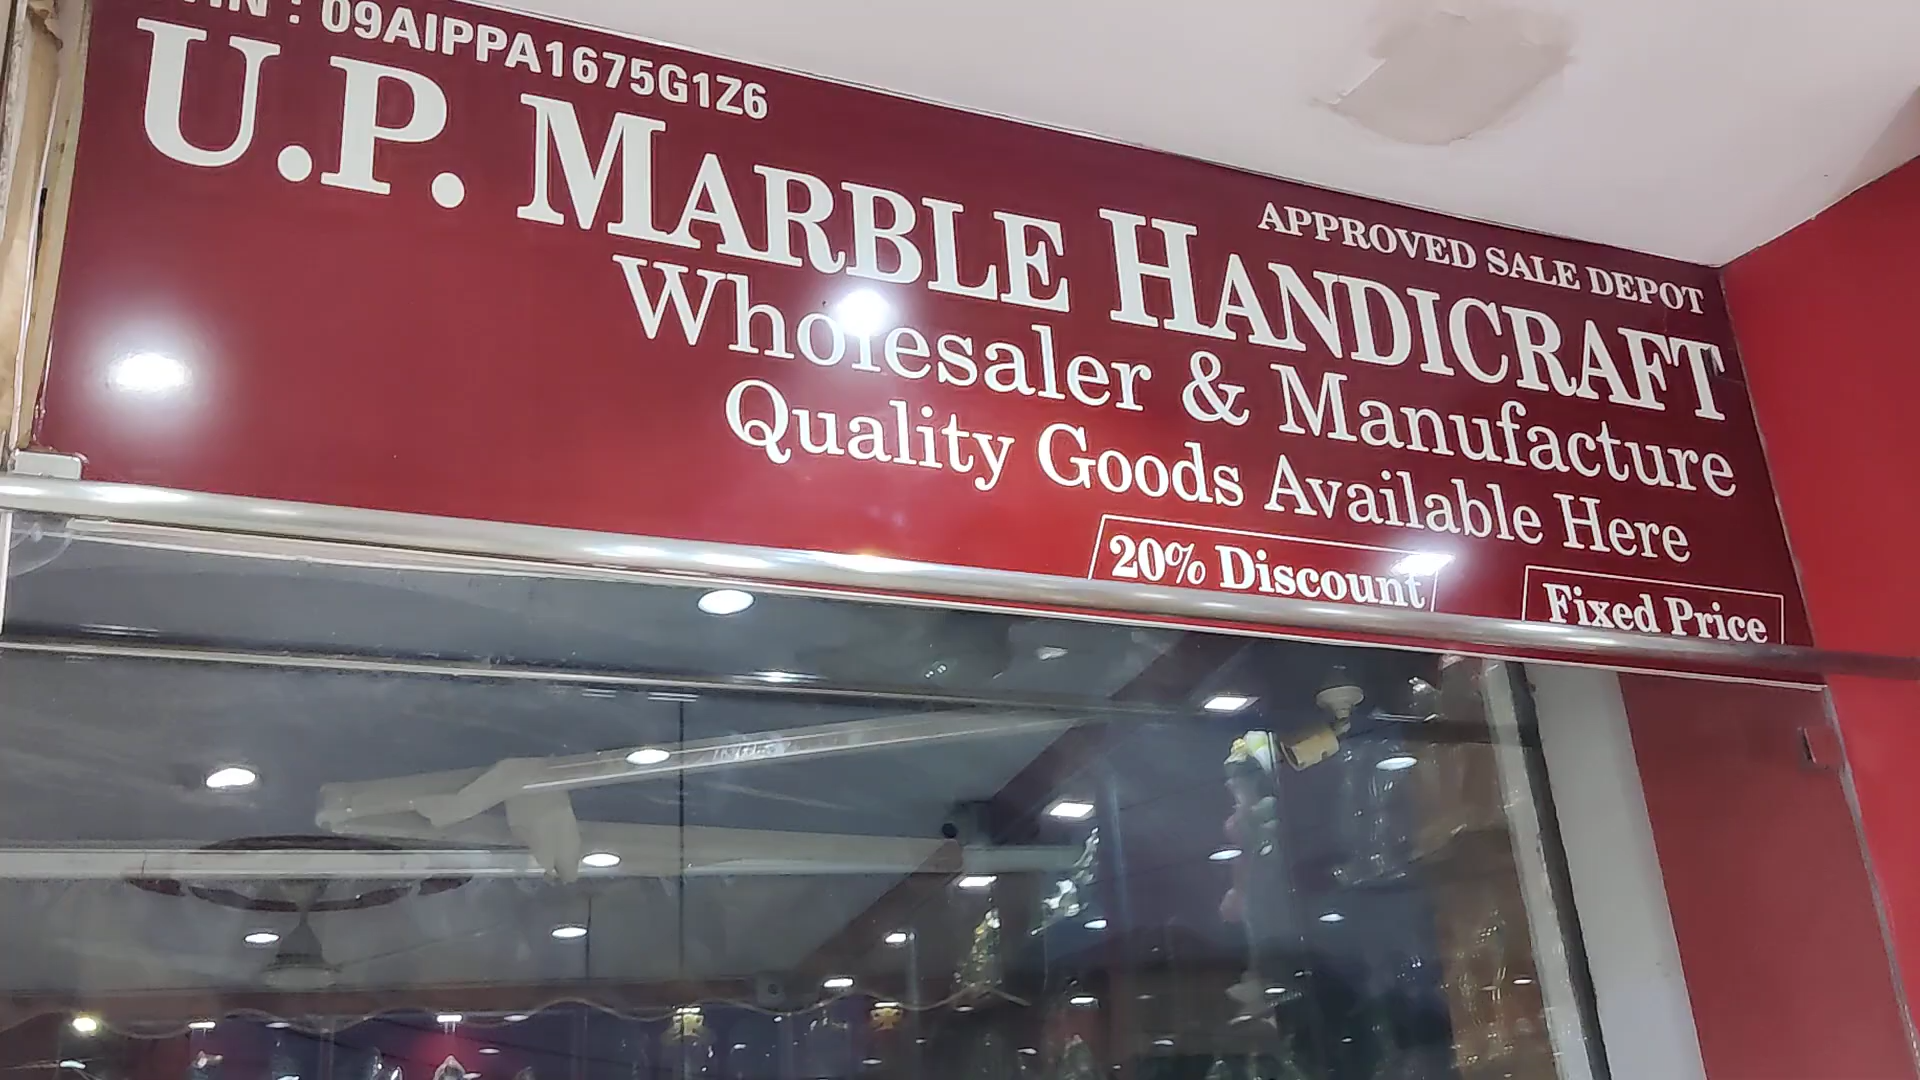 : 09AIPPA1675G1Z6
APPROVED SALE DEPOT
U.P. MARBLE HANDICRAFT
Wholesaler & Manufacture
Quality Goods Available Here
20% Discount
Fixed Price